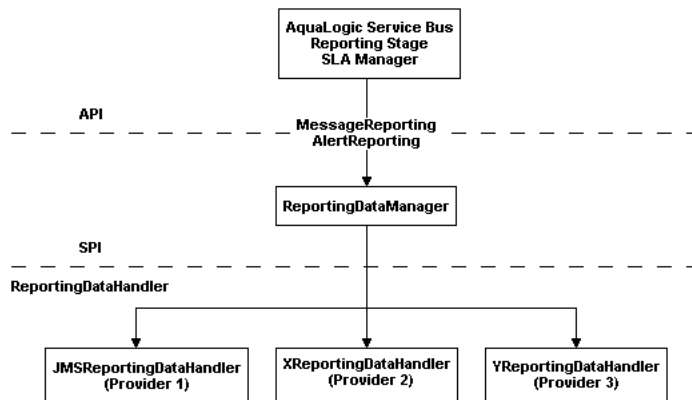 AquaLogic Service Bus
Reporting Stage
SLA Manager
API
MessageReporting
AlertReporting
ReportingDataManager
SPI
ReportingDataHandler
JMSReportingDataHandler
(Provider 1)
XReportingDataHandler
(Provider 2)
YReportingDataHandler
(Provider 3)